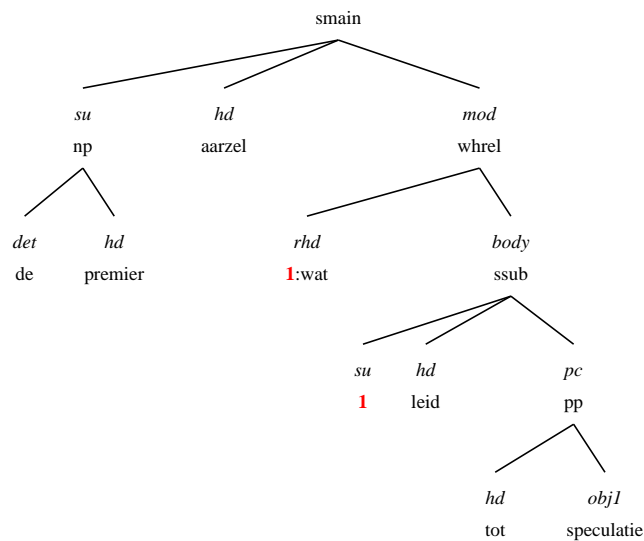 smain
su hd mod
np aarzel whrel
det hd rhd body
de premier 1:wat ssub
su hd pc
1 leid pp
hd obj1
tot speculatie